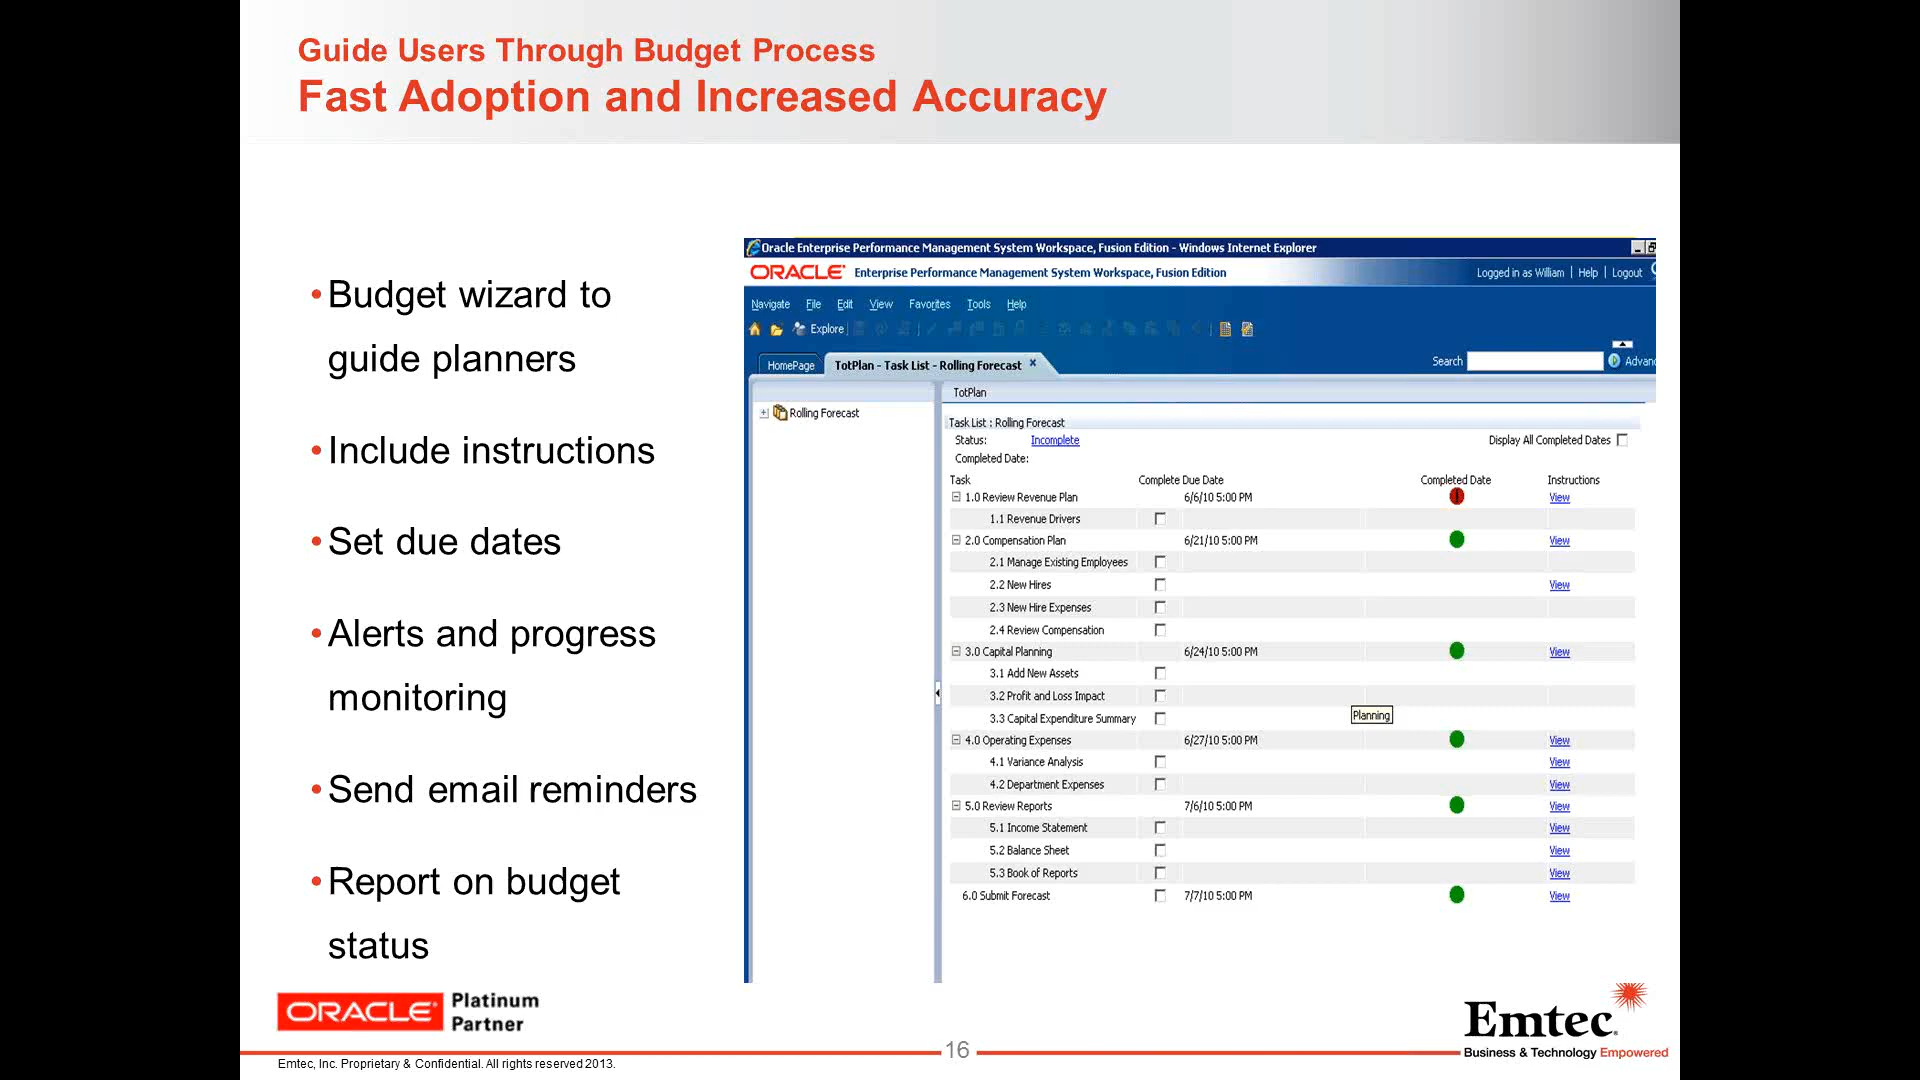 Guide Users Through Budget Process
Fast Adoption and Increased Accuracy
•Budget wizard to
guide planners
•Include instructions
•Set due dates
•Alerts and progress
monitoring
•Send email reminders
•Report on budget
status
Oracle Enterprise Performance Management System Workspace, Fusion Edition - Windows Internet Explorer
ORACLE Enterprise Performance Management System Workspace, Fusion Edition
Logged in as William | Help | Logout
Navigate File Edit View Favorites Tools Help
Explore
HomePage TotPlan - Task List - Rolling Forecast
Search Advan
Rolling Forecast
TotPlan
Task List : Rolling Forecast
Status: Incomplete Display All Completed Dates
Completed Date:
Task Complete Due Date Completed Date Instructions
1.0 Review Revenue Plan 6/6/10 5:00 PM View
1.1 Revenue Drivers
2.0 Compensation Plan 6/21/10 5:00 PM View
2.1 Manage Existing Employees
2.2 New Hires View
2.3 New Hire Expenses
2.4 Review Compensation
3.0 Capital Planning 6/24/10 5:00 PM View
3.1 Add New Assets
3.2 Profit and Loss Impact
3.3 Capital Expenditure Summary
Planning
4.0 Operating Expenses 6/27/10 5:00 PM View
4.1 Variance Analysis View
4.2 Department Expenses View
5.0 Review Reports 7/6/10 5:00 PM View
5.1 Income Statement View
5.2 Balance Sheet View
5.3 Book of Reports View
6.0 Submit Forecast 7/7/10 5:00 PM View
ORACLE Platinum
Partner
Emtec
Business & Technology Empowered
16
Emtec, Inc. Proprietary & Confidential. All rights reserved 2013.